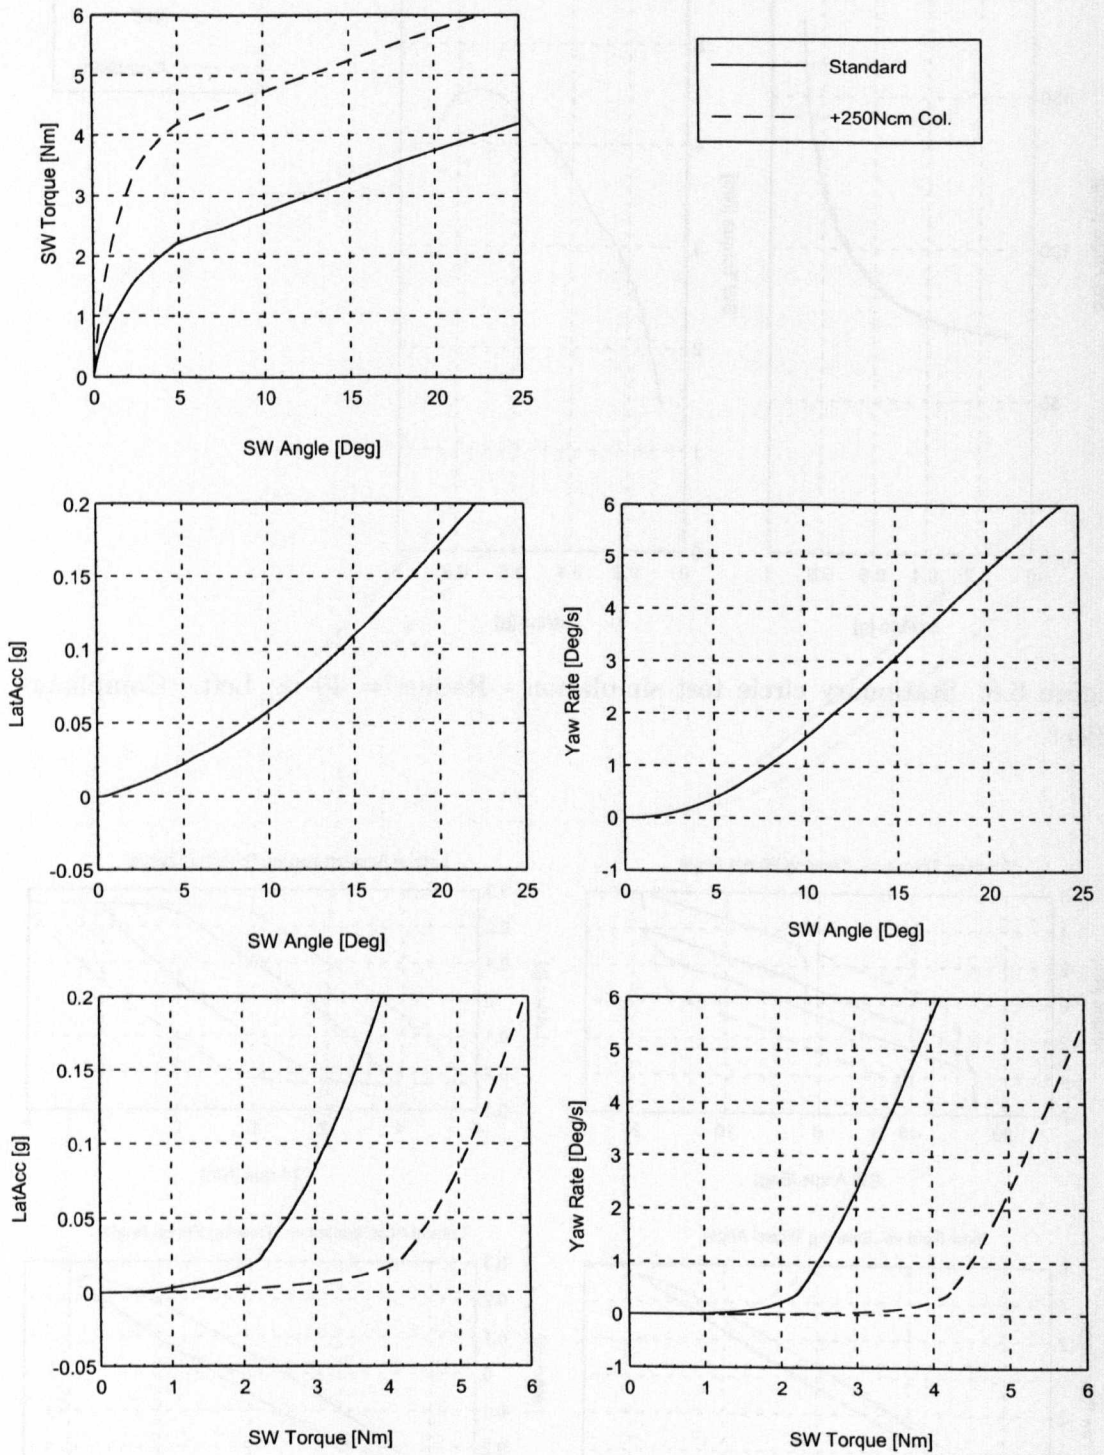 6
5
4
3
2
1
0
SW Torque [Nm]
0 5 10 15 20 25
SW Angle [Deg]
Standard
+250Ncm Col.
0.2
0.15
0.1
0.05
0
-0.05
LatAcc [g]
0 5 10 15 20 25
SW Angle [Deg]
6
5
4
3
2
1
0
-1
Yaw Rate [Deg/s]
0 5 10 15 20 25
SW Angle [Deg]
0.2
0.15
0.1
0.05
0
-0.05
LatAcc [g]
0 1 2 3 4 5 6
SW Torque [Nm]
6
5
4
3
2
1
0
-1
Yaw Rate [Deg/s]
0 1 2 3 4 5 6
SW Torque [Nm]